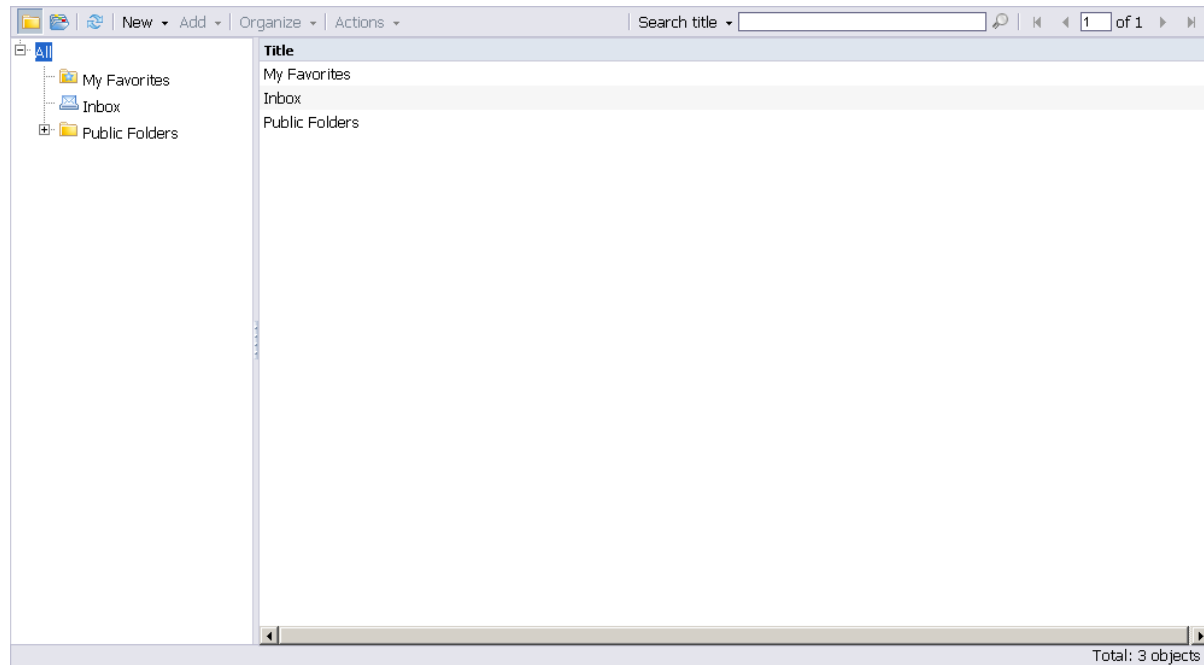 New Add Organize Actions Search title 1 of 1
All
My Favorites
Inbox
Public Folders
Title
My Favorites
Inbox
Public Folders
Total: 3 objects